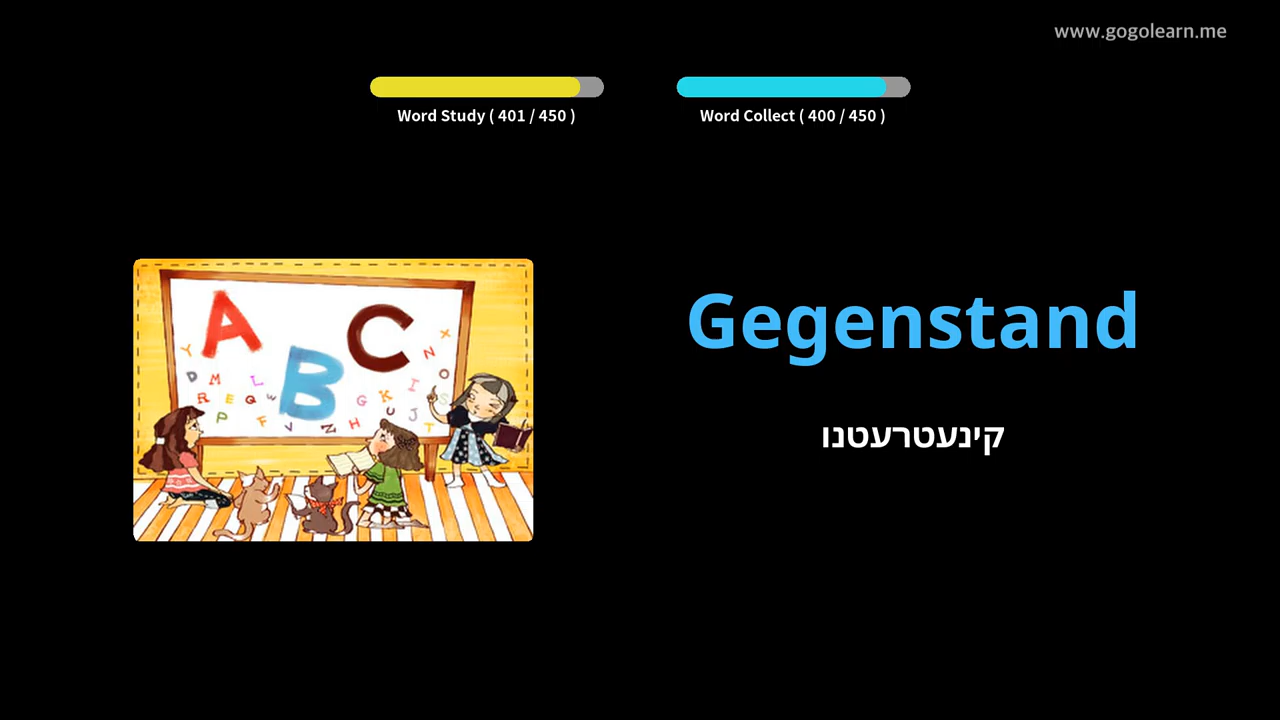 www.gogolearn.me
Word Study ( 401 / 450 )
Word Collect ( 400 / 450 )
A B C
Y X
D M L N O
R E Q W G K I S
P F V Z H U J T
Gegenstand
קינעטרעטנו